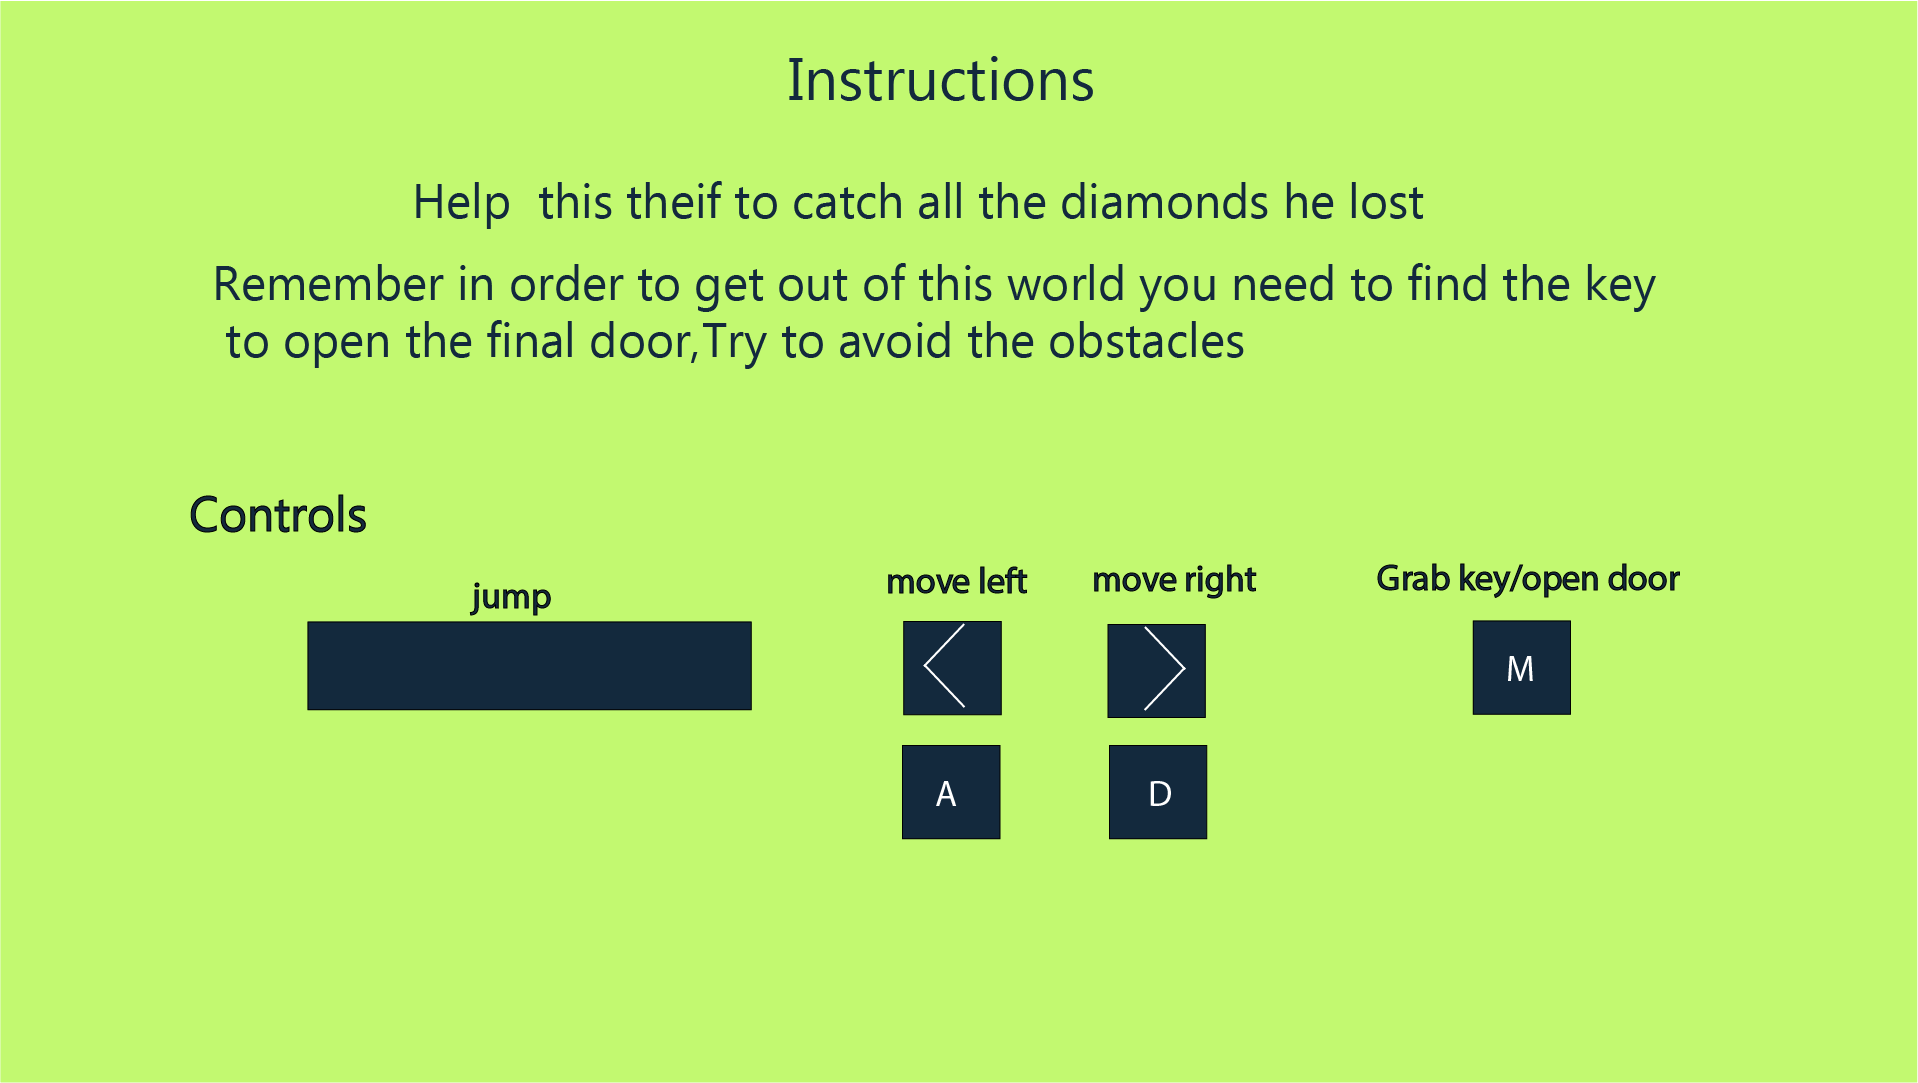 Instructions
Help  this theif to catch all the diamonds he lost
Remember in order to get out of this world you need to find the key
to open the final door,Try to avoid the obstacles
Controls
jump
move left
move right
Grab key/open door
M
A
D